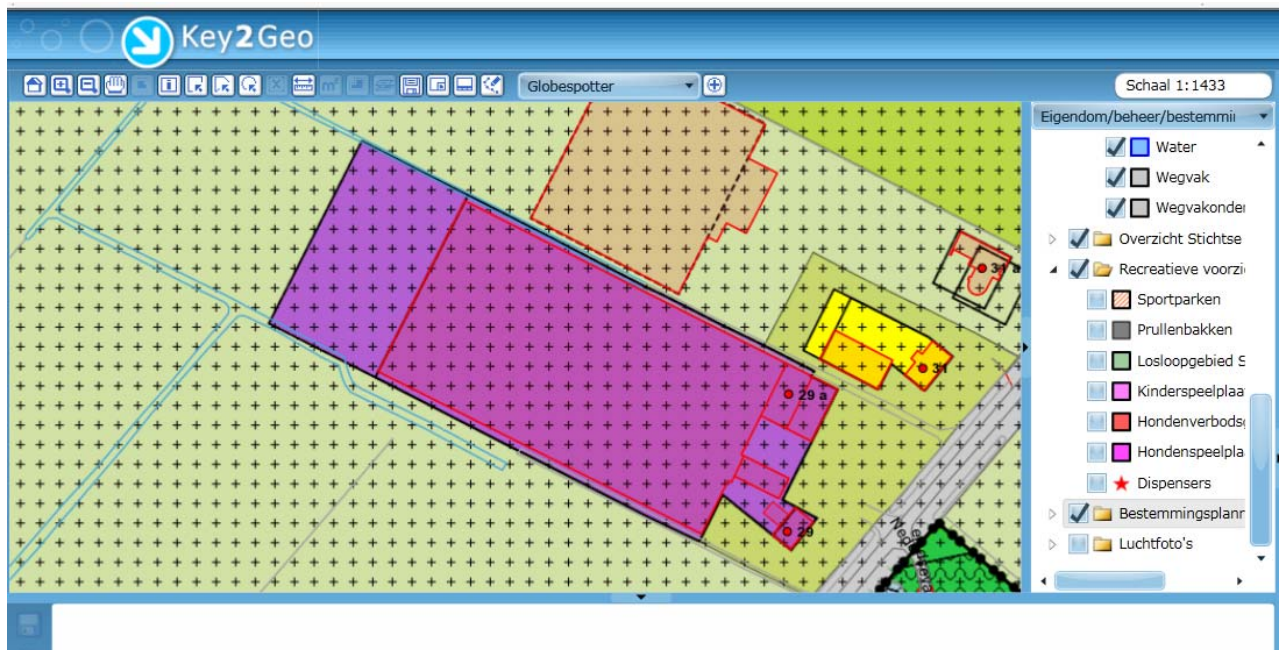 Key2Geo
Globespotter
Schaal 1:1433
Eigendom/beheer/bestemmii
Water
Wegvak
Wegvakonder
Overzicht Stichtse
Recreatieve voorzi
Sportparken
Prullenbakken
Losloopgebied S
Kinderspeelplaa
Hondenverbods
Hondenspeelpla
Dispensers
Bestemmingsplanr
Luchtfoto's
31 a
31
29 a
29